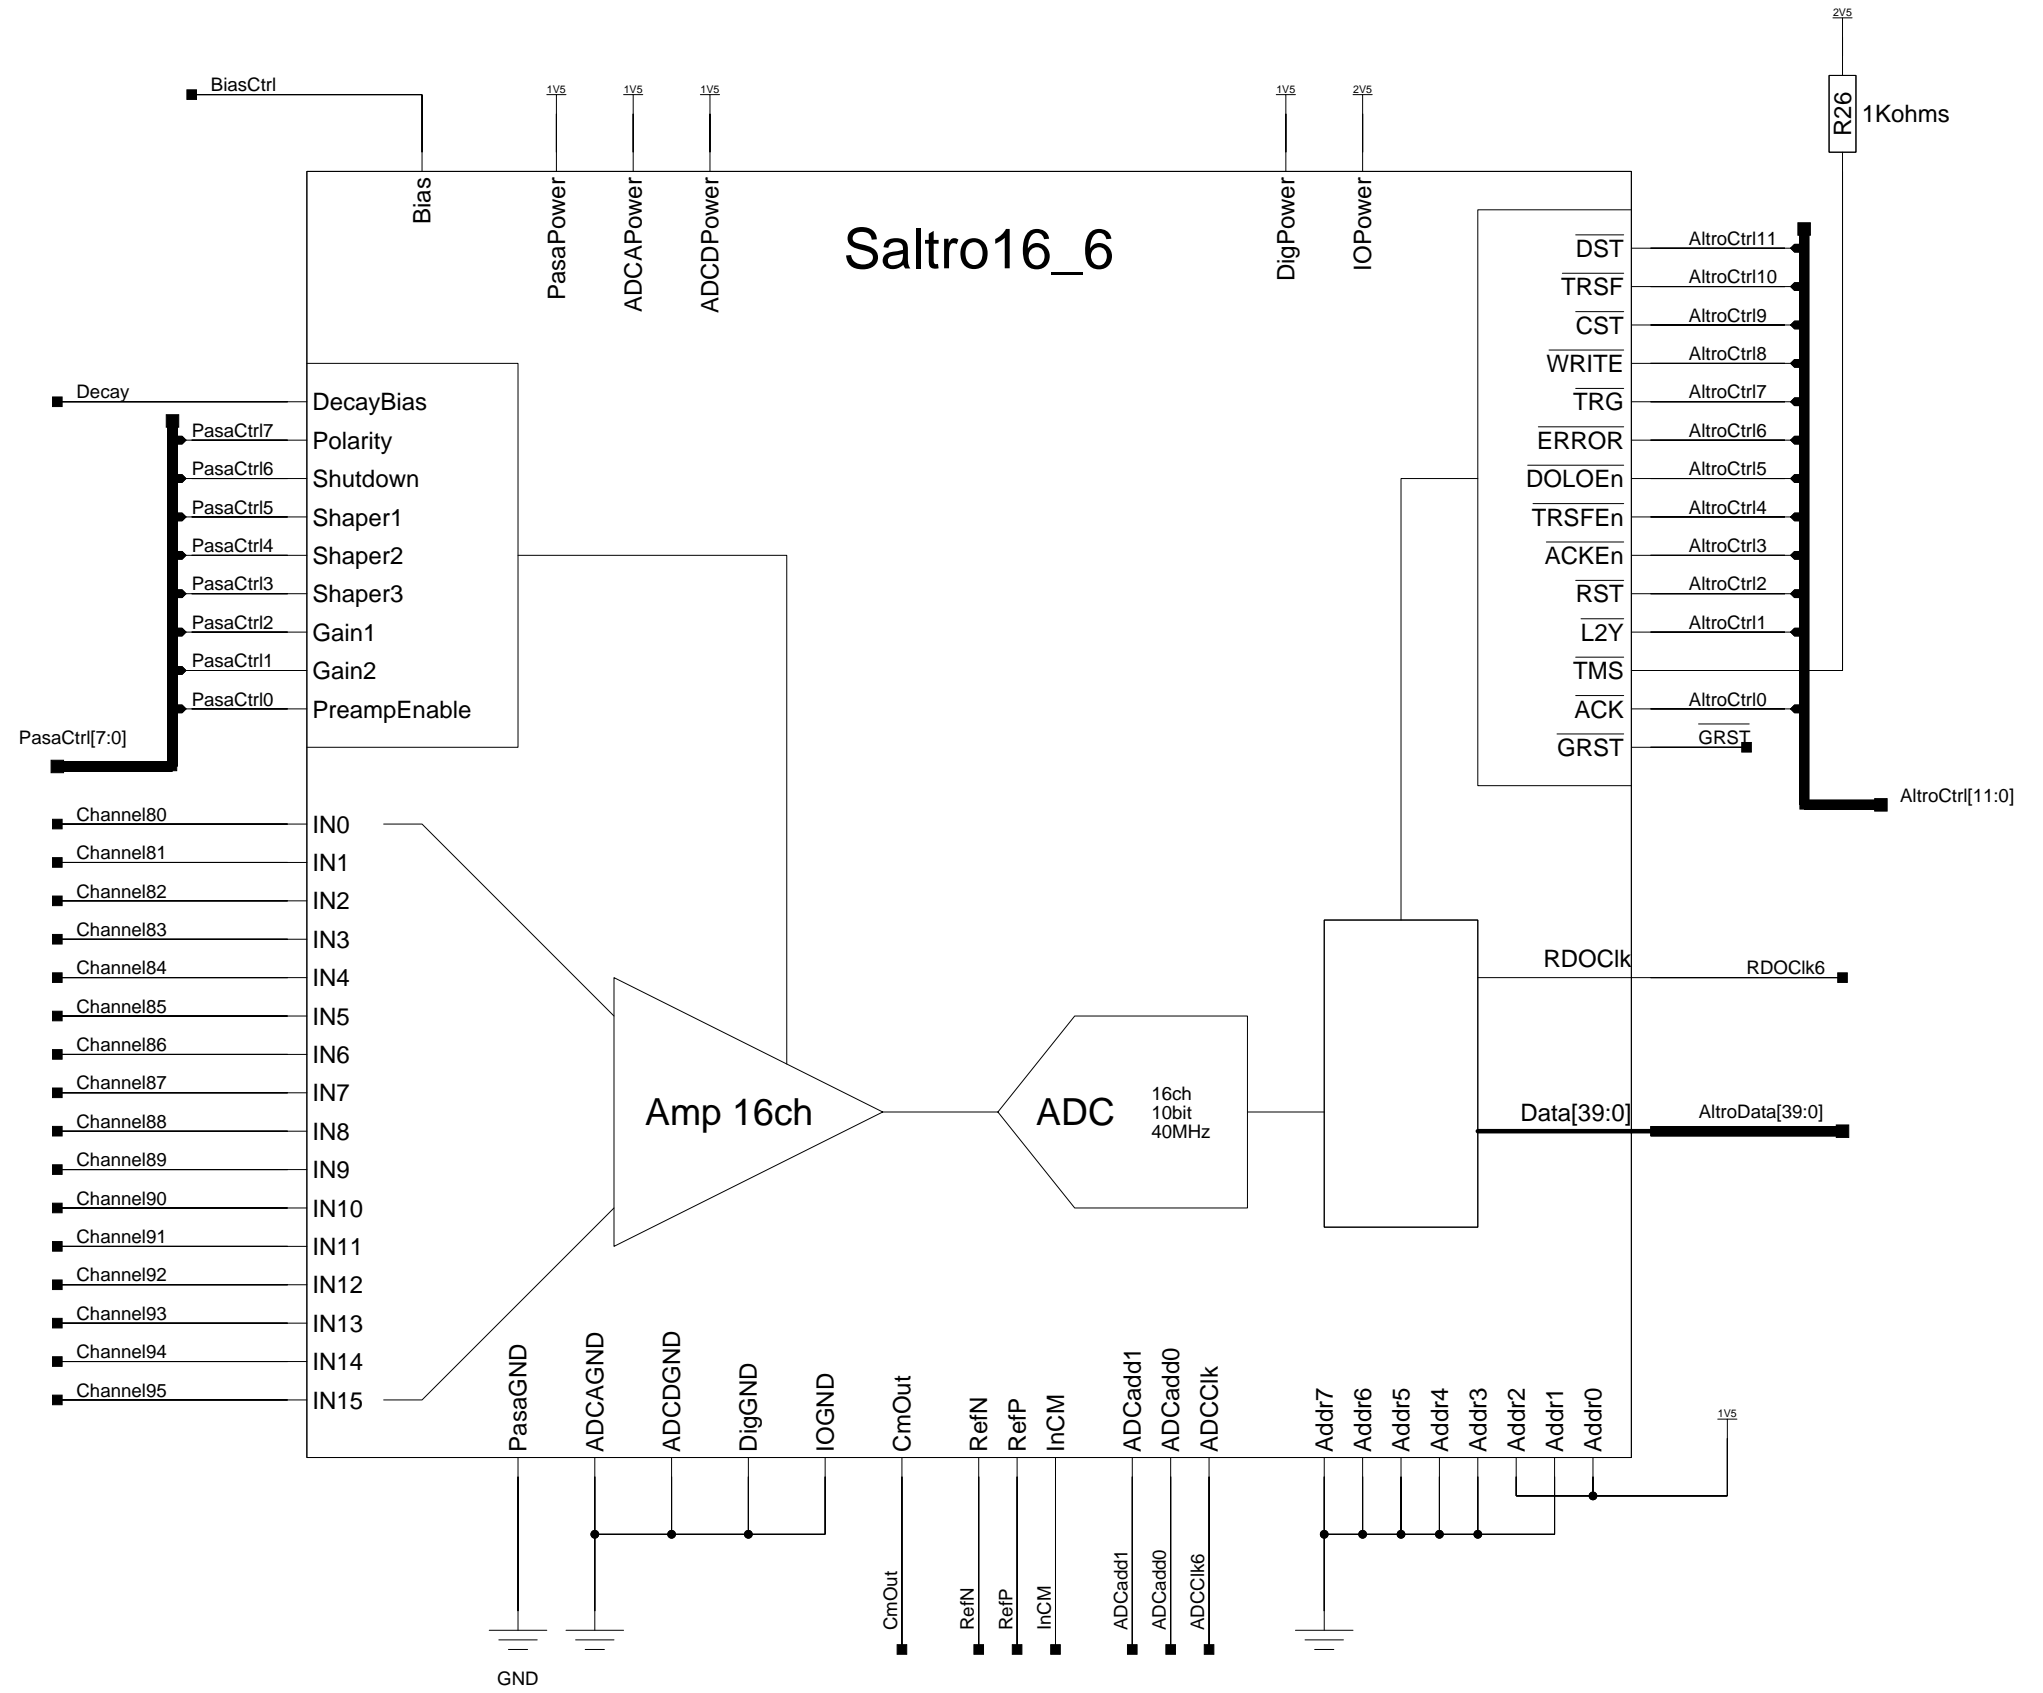 2V5
BiasCtrl
1V5
1V5
1V5
1V5
2V5
R26
1Kohms
Bias
PasaPower
ADCAPower
ADCDPower
DigPower
IOPower
Saltro16_6
DST AltroCtrl11
TRSF AltroCtrl10
CST AltroCtrl9
WRITE AltroCtrl8
Decay DecayBias
TRG AltroCtrl7
PasaCtrl7 Polarity
ERROR AltroCtrl6
PasaCtrl6 Shutdown
DOLOEn AltroCtrl5
PasaCtrl5 Shaper1
TRSFEn AltroCtrl4
PasaCtrl4 Shaper2
ACKEn AltroCtrl3
PasaCtrl3 Shaper3
RST AltroCtrl2
PasaCtrl2 Gain1
L2Y AltroCtrl1
PasaCtrl1 Gain2
TMS
PasaCtrl0 PreampEnable
ACK AltroCtrl0
PasaCtrl[7:0]
GRST GRST
AltroCtrl[11:0]
Channel80 IN0
Channel81 IN1
Channel82 IN2
Channel83 IN3
Channel84 IN4
Channel85 IN5
Channel86 IN6
Channel87 IN7
Channel88 IN8
Channel89 IN9
Channel90 IN10
Channel91 IN11
Channel92 IN12
Channel93 IN13
Channel94 IN14
Channel95 IN15
RDOClk RDOClk6
Amp 16ch
ADC
16ch
10bit
40MHz
Data[39:0] AltroData[39:0]
PasaGND
ADCAGND
ADCDGND
DigGND
IOGND
CmOut
RefN
RefP
InCM
ADCadd1
ADCadd0
ADCClk
Addr7
Addr6
Addr5
Addr4
Addr3
Addr2
Addr1
Addr0
1V5
CmOut
RefN
RefP
InCM
ADCadd1
ADCadd0
ADCClk6
GND